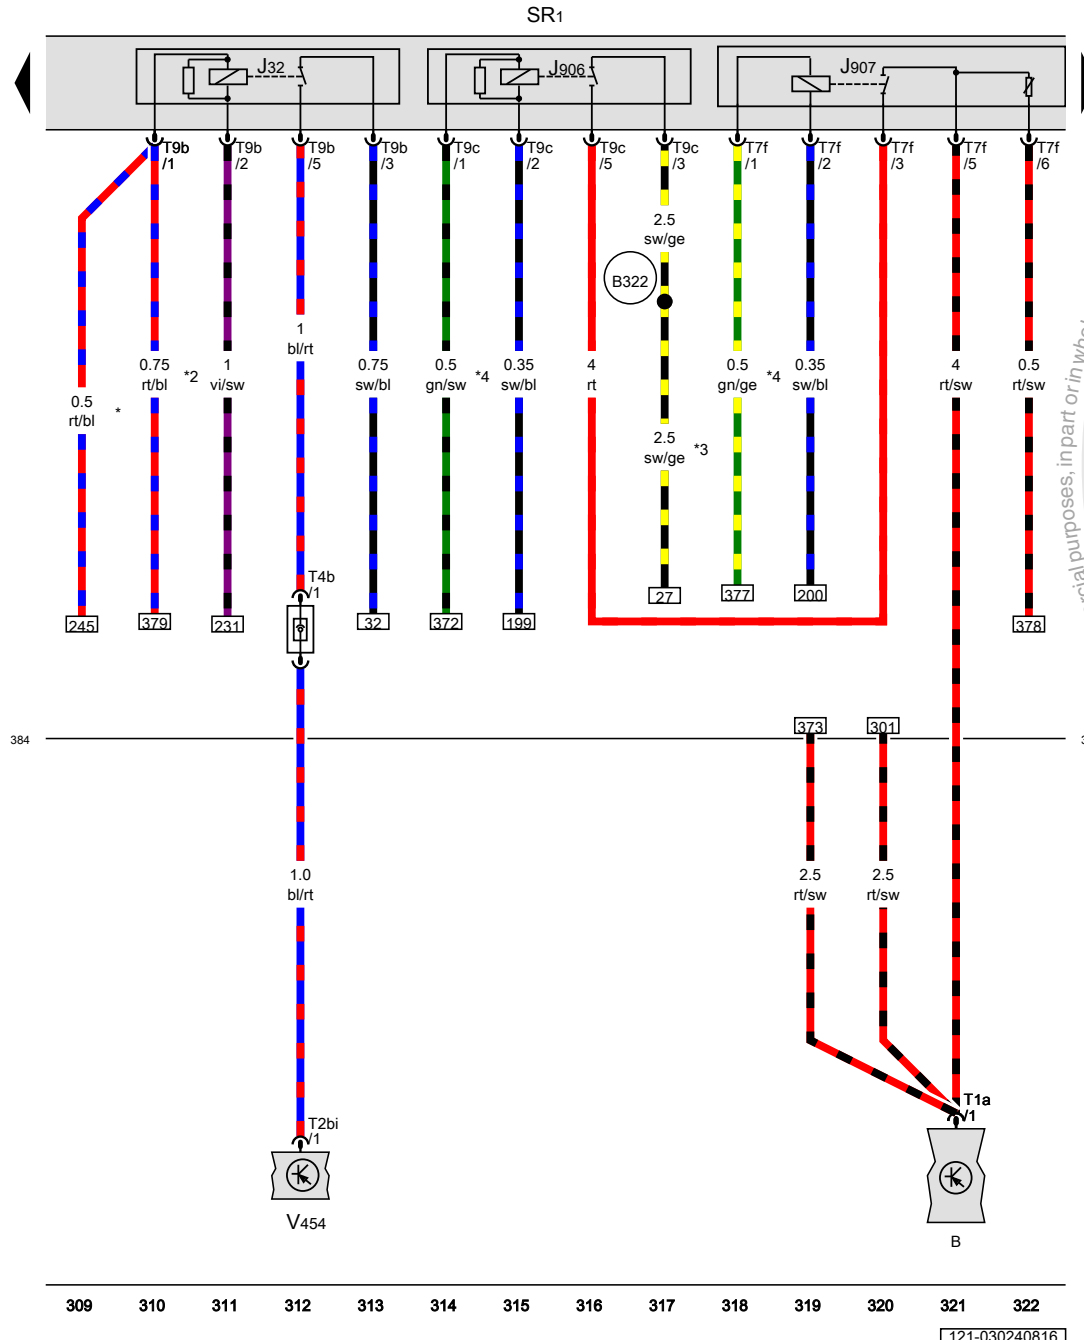 SR1
J32
J906
J907
T9b
/1
T9b
/2
T9b
/5
T9b
/3
T9c
/1
T9c
/2
T9c
/5
T9c
/3
T7f
/1
T7f
/2
T7f
/3
T7f
/5
T7f
/6
2.5
sw/ge
B322
1
bl/rt
0.5
rt/bl
*
0.75
rt/bl
*2
1
vi/sw
0.75
sw/bl
0.5
gn/sw
*4
0.35
sw/bl
4
rt
2.5
sw/ge
*3
0.5
gn/ge
*4
0.35
sw/bl
4
rt/sw
0.5
rt/sw
T4b
/1
245
379
231
32
372
199
27
377
200
378
384
373
301
1.0
bl/rt
2.5
rt/sw
2.5
rt/sw
T2bi
/1
T1a
/1
V454
B
309 310 311 312 313 314 315 316 317 318 319 320 321 322
121-030240816
purposes, in part or in